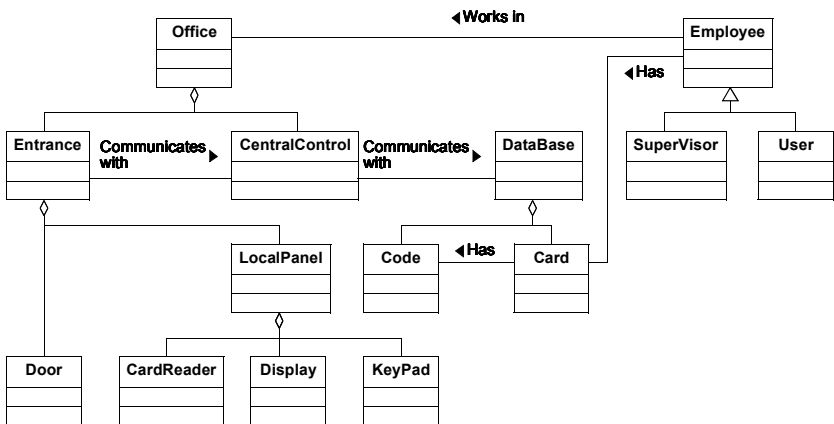 Office
Works in
Employee
Has
Entrance
Communicates
with
CentralControl
Communicates
with
DataBase
SuperVisor
User
LocalPanel
Code
Has
Card
Door
CardReader
Display
KeyPad